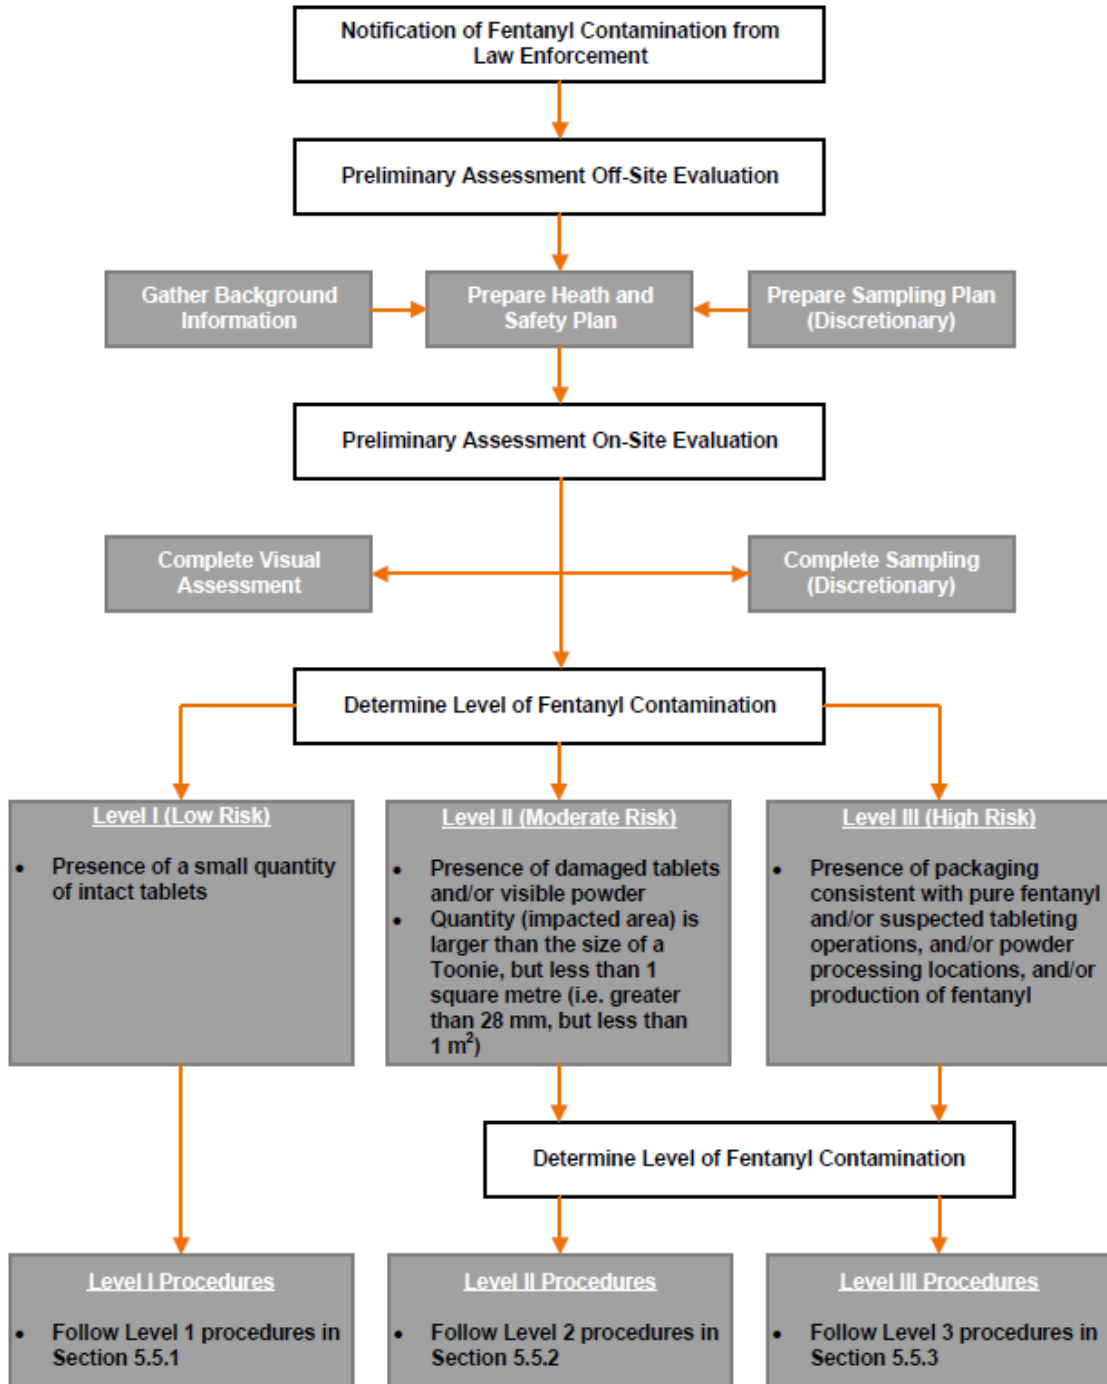 Notification of Fentanyl Contamination from
Law Enforcement
Preliminary Assessment Off-Site Evaluation
Gather Background
Information
Prepare Heath and
Safety Plan
Prepare Sampling Plan
(Discretionary)
Preliminary Assessment On-Site Evaluation
Complete Visual
Assessment
Complete Sampling
(Discretionary)
Determine Level of Fentanyl Contamination
Level I (Low Risk)
• Presence of a small quantity
of intact tablets
Level II (Moderate Risk)
• Presence of damaged tablets
and/or visible powder
• Quantity (impacted area) is
larger than the size of a
Toonie, but less than 1
square metre (i.e. greater
than 28 mm, but less than
1 m²)
Level III (High Risk)
• Presence of packaging
consistent with pure fentanyl
and/or suspected tableting
operations, and/or powder
processing locations, and/or
production of fentanyl
Determine Level of Fentanyl Contamination
Level I Procedures
• Follow Level 1 procedures in
Section 5.5.1
Level II Procedures
• Follow Level 2 procedures in
Section 5.5.2
Level III Procedures
• Follow Level 3 procedures in
Section 5.5.3